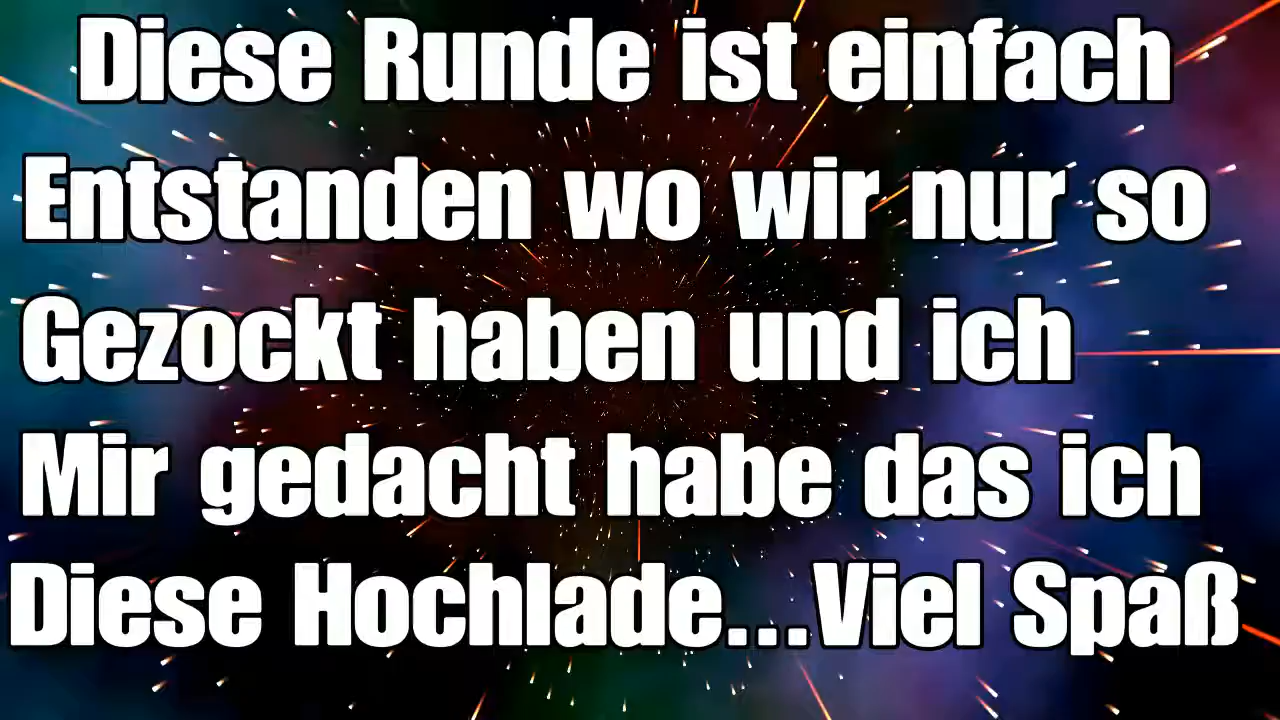 Diese Runde ist einfach
Entstanden wo wir nur so
Gezockt haben und ich
Mir gedacht habe das ich
Diese Hochlade...Viel Spaß